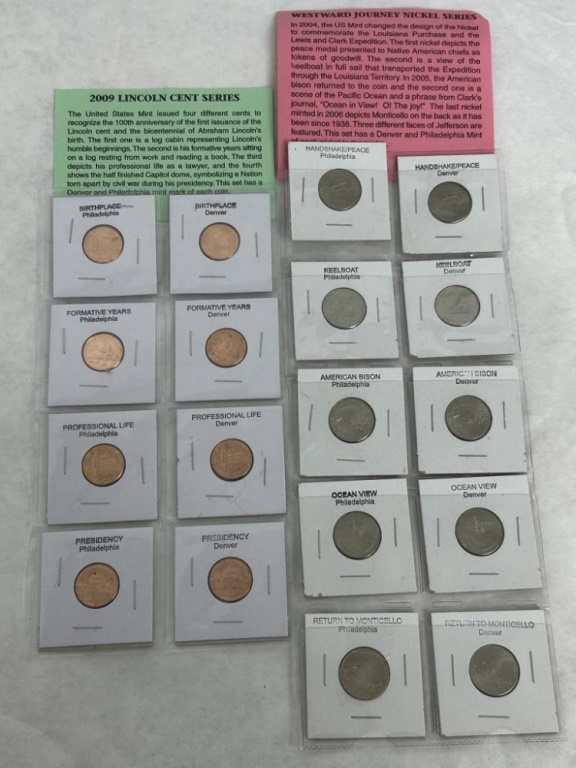 2009 LINCOLN CENT SERIES
The United States Mint issued four different cents to
recognize the 100th anniversary of the first issuance of the
Lincoln cent and the bicentennial of Abraham Lincoln's
birth. The first one is a log cabin representing Lincoln's
humble beginnings. The second is his formative years sitting
on a log resting from work and reading a book. The third
depicts his professional life as a lawyer, and the fourth
shows the half finished Capitol dome, symbolizing a Nation
torn apart by civil war during his presidency. This set has a
Denver and Philadelphia mint mark of each coin.
BIRTHPLACE
Philadelphia
BIRTHPLACE
Denver
FORMATIVE YEARS
Philadelphia
FORMATIVE YEARS
Denver
PROFESSIONAL LIFE
Philadelphia
PROFESSIONAL LIFE
Denver
PRESIDENCY
Philadelphia
PRESIDENCY
Denver
WESTWARD JOURNEY NICKEL SERIES
In 2004, the US Mint changed the design of the Nickel
to commemorate the Louisiana Purchase and the
Lewis and Clark Expedition. The first nickel depicts the
peace medal presented to Native American chiefs as
tokens of goodwill. The second is a view of the
keelboat in full sail that transported the Expedition
through the Louisiana Territory. In 2005, the American
bison returned to the coin and the second one is a
scene of the Pacific Ocean and a phrase from Clark's
journal, "Ocean in View! O! The joy!" The last nickel
minted in 2006 depicts Monticello on the back as it has
been since 1938. Three different faces of Jefferson are
featured. This set has a Denver and Philadelphia Mint
HANDSHAKE/PEACE
Philadelphia
HANDSHAKE/PEACE
Denver
KEELBOAT
Philadelphia
KEELBOAT
Denver
AMERICAN BISON
Philadelphia
AMERICAN BISON
Denver
OCEAN VIEW
Philadelphia
OCEAN VIEW
Denver
RETURN TO MONTICELLO
Philadelphia
RETURN TO MONTICELLO
Denver